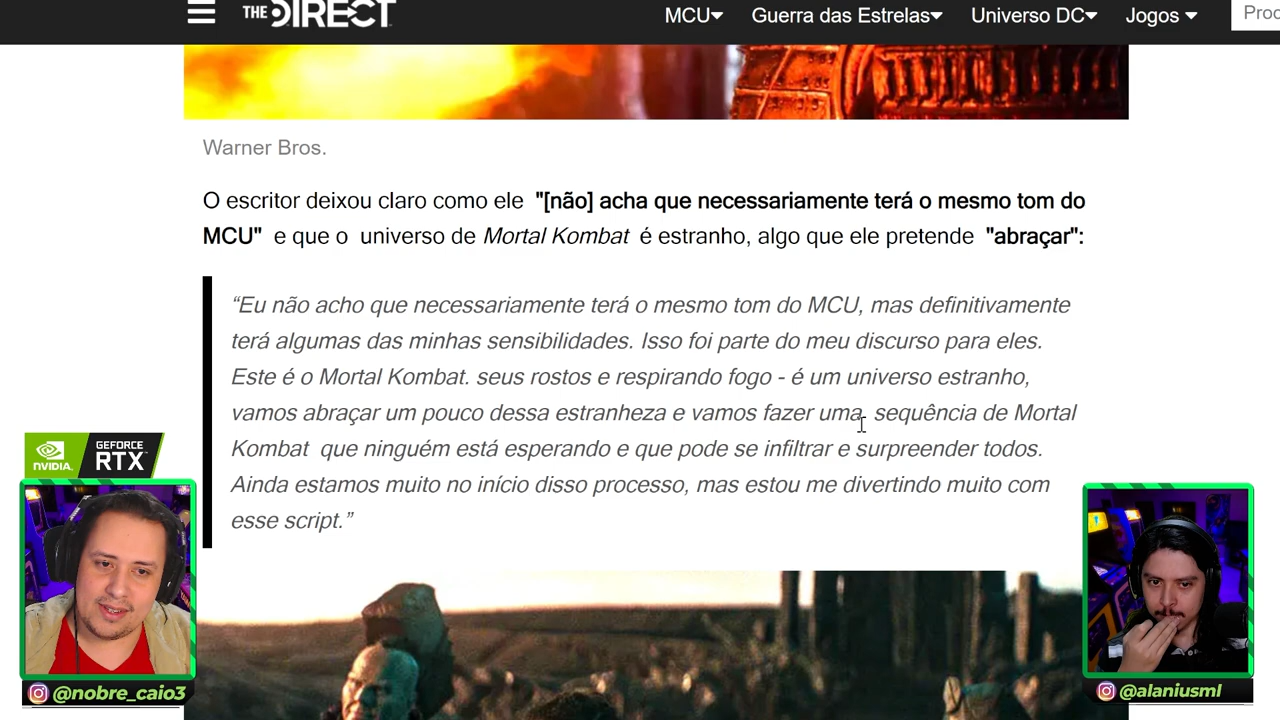 THE DIRECT
MCU▾ Guerra das Estrelas▾ Universo DC▾ Jogos ▾
Warner Bros.
O escritor deixou claro como ele "[não] acha que necessariamente terá o mesmo tom do
MCU" e que o universo de Mortal Kombat é estranho, algo que ele pretende "abraçar":
“Eu não acho que necessariamente terá o mesmo tom do MCU, mas definitivamente
terá algumas das minhas sensibilidades. Isso foi parte do meu discurso para eles.
Este é o Mortal Kombat. seus rostos e respirando fogo - é um universo estranho,
vamos abraçar um pouco dessa estranheza e vamos fazer uma sequência de Mortal
Kombat que ninguém está esperando e que pode se infiltrar e surpreender todos.
Ainda estamos muito no início disso processo, mas estou me divertindo muito com
esse script.”
NVIDIA.
GEFORCE
RTX
@nobre_caio3
@alaniusml